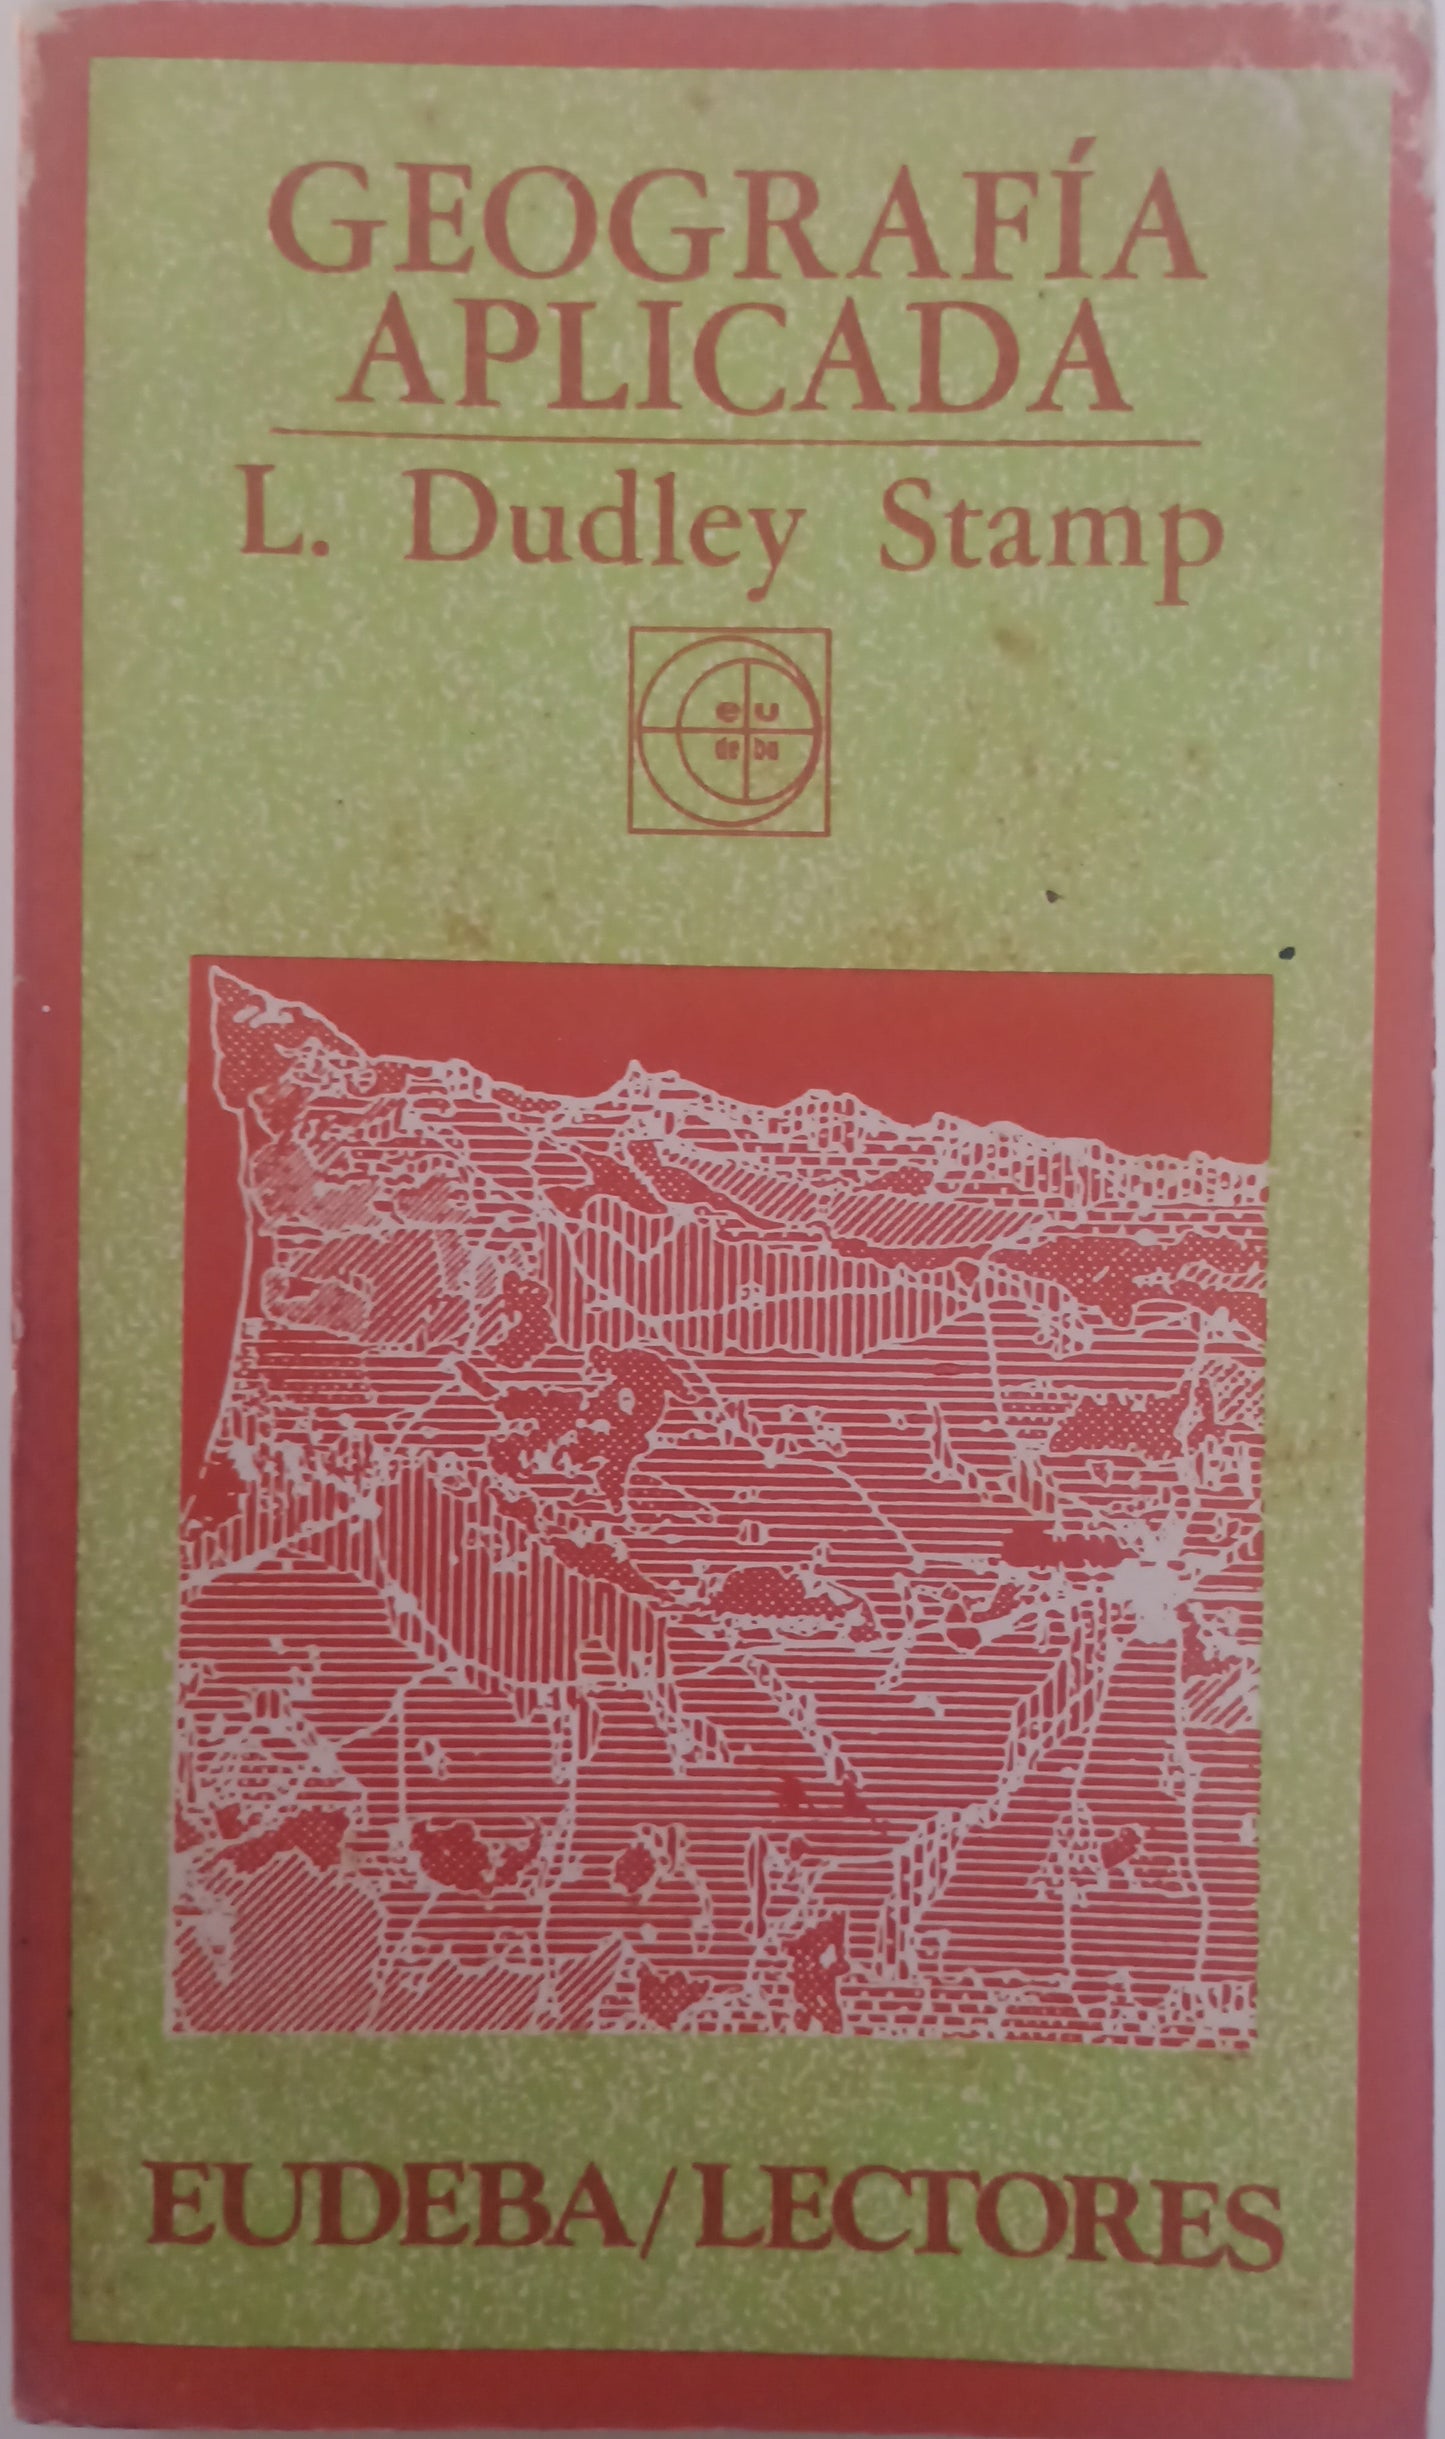 GEOGRAFÍA
APLICADA
L. Dudley Stamp
eu
de ba
EUDEBA/LECTORES